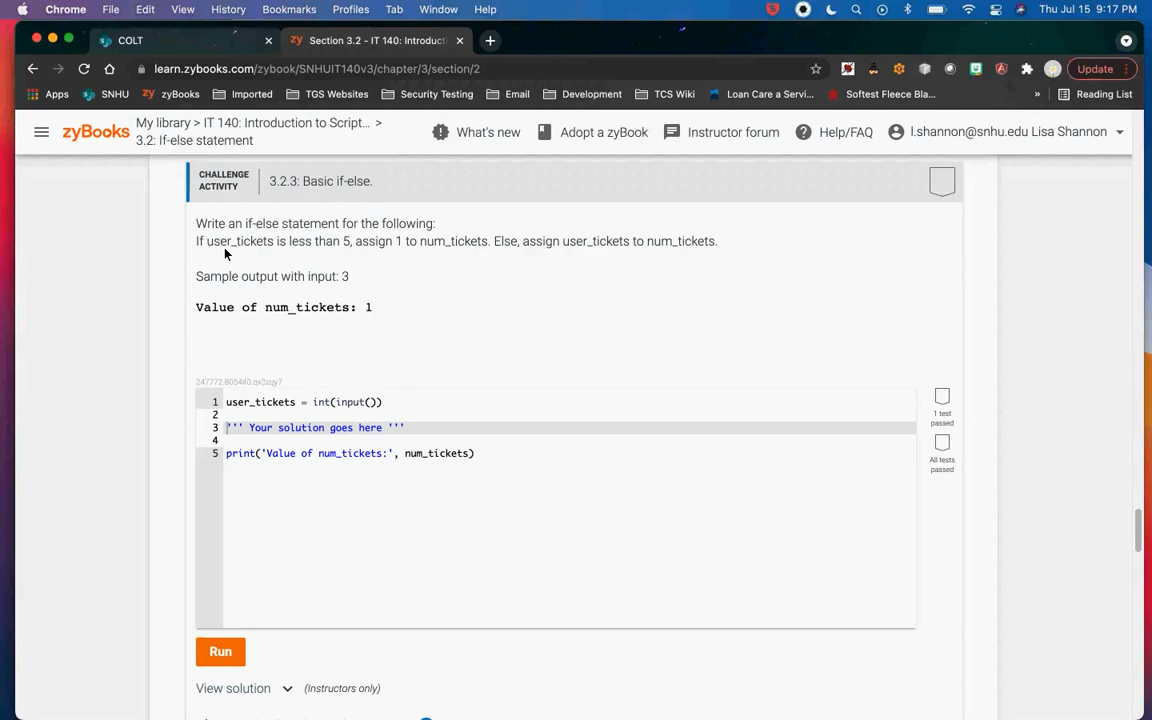 Chrome File Edit View History Bookmarks Profiles Tab Window Help Thu Jul 15 9:17 PM
COLT × zy Section 3.2 - IT 140: Introducti × +
learn.zybooks.com/zybook/SNHUIT140v3/chapter/3/section/2 Update
Apps SNHU zy zyBooks Imported TGS Websites Security Testing Email Development TCS Wiki Loan Care a Servi... Softest Fleece Bla... » Reading List
zyBooks My library > IT 140: Introduction to Script... > What's new Adopt a zyBook Instructor forum Help/FAQ l.shannon@snhu.edu Lisa Shannon
3.2: If-else statement
CHALLENGE
ACTIVITY
3.2.3: Basic if-else.
Write an if-else statement for the following:
If user_tickets is less than 5, assign 1 to num_tickets. Else, assign user_tickets to num_tickets.
Sample output with input: 3
Value of num_tickets: 1
1 user_tickets = int(input())
2
3 ''' Your solution goes here '''
4
5 print('Value of num_tickets:', num_tickets)
1 test
passed
All tests
passed
Run
View solution (Instructors only)